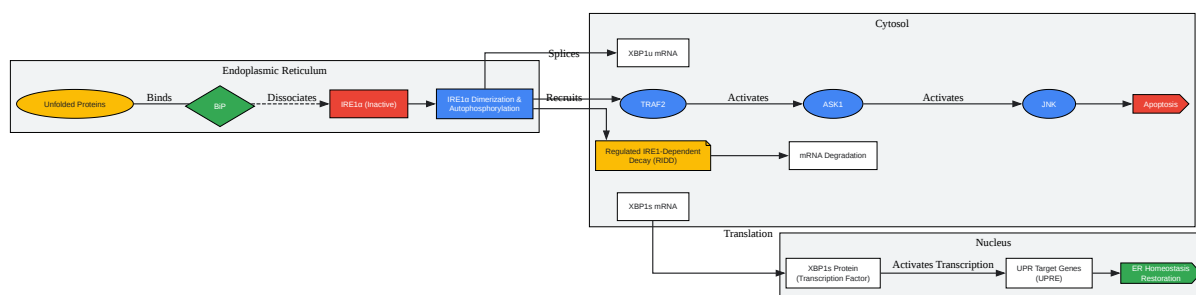 Cytosol
Splices
XBP1u mRNA
Endoplasmic Reticulum
Unfolded Proteins
Binds
BiP
Dissociates
IRE1α (Inactive)
IRE1α Dimerization &
Autophosphorylation
Recruits
TRAF2
Activates
ASK1
Activates
JNK
Apoptosis
Regulated IRE1-Dependent
Decay (RIDD)
mRNA Degradation
XBP1s mRNA
Translation
Nucleus
XBP1s Protein
(Transcription Factor)
Activates Transcription
UPR Target Genes
(UPRE)
ER Homeostasis
Restoration